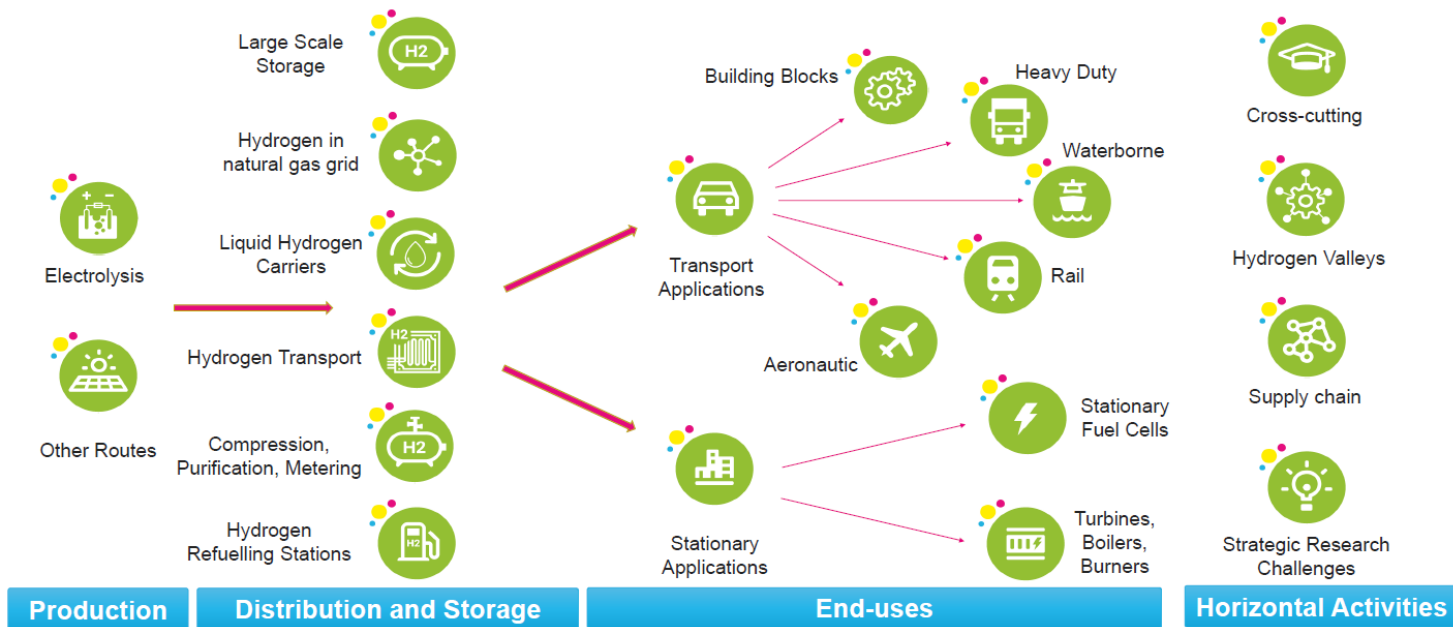 Electrolysis
Other Routes
Production
Large Scale
Storage
H2
Hydrogen in
natural gas grid
Liquid Hydrogen
Carriers
Hydrogen Transport
H2
Compression,
Purification, Metering
H2
Hydrogen
Refuelling Stations
H2
Distribution and Storage
Transport
Applications
Building Blocks
Heavy Duty
Waterborne
Rail
Aeronautic
Stationary
Applications
Stationary
Fuel Cells
Turbines,
Boilers,
Burners
End-uses
Cross-cutting
Hydrogen Valleys
Supply chain
Strategic Research
Challenges
Horizontal Activities